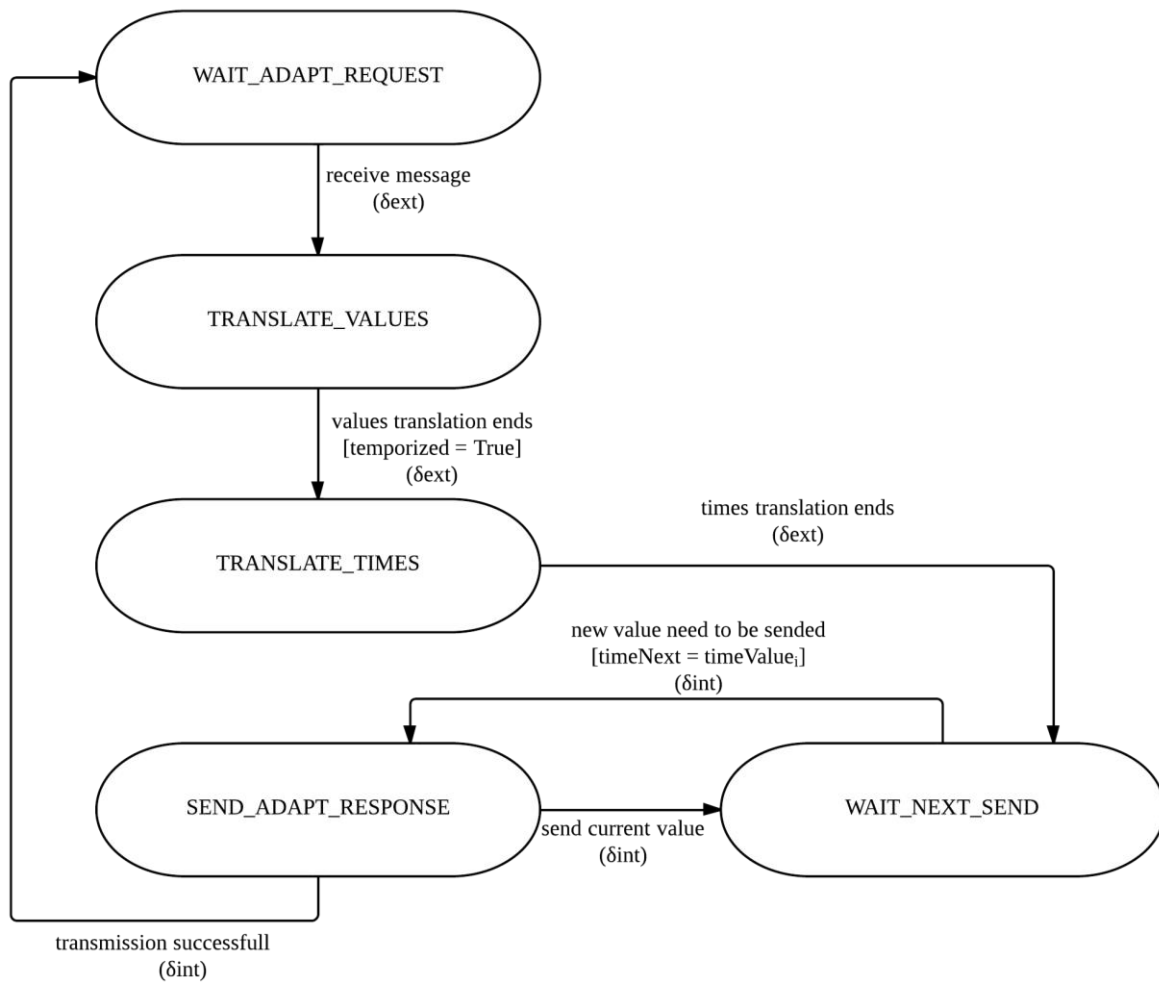 WAIT_ADAPT_REQUEST
receive message
(δext)
TRANSLATE_VALUES
values translation ends
[temporized = True]
(δext)
TRANSLATE_TIMES
times translation ends
(δext)
new value need to be sended
[timeNext = timeValueᵢ]
(δint)
SEND_ADAPT_RESPONSE
send current value
(δint)
WAIT_NEXT_SEND
transmission successfull
(δint)